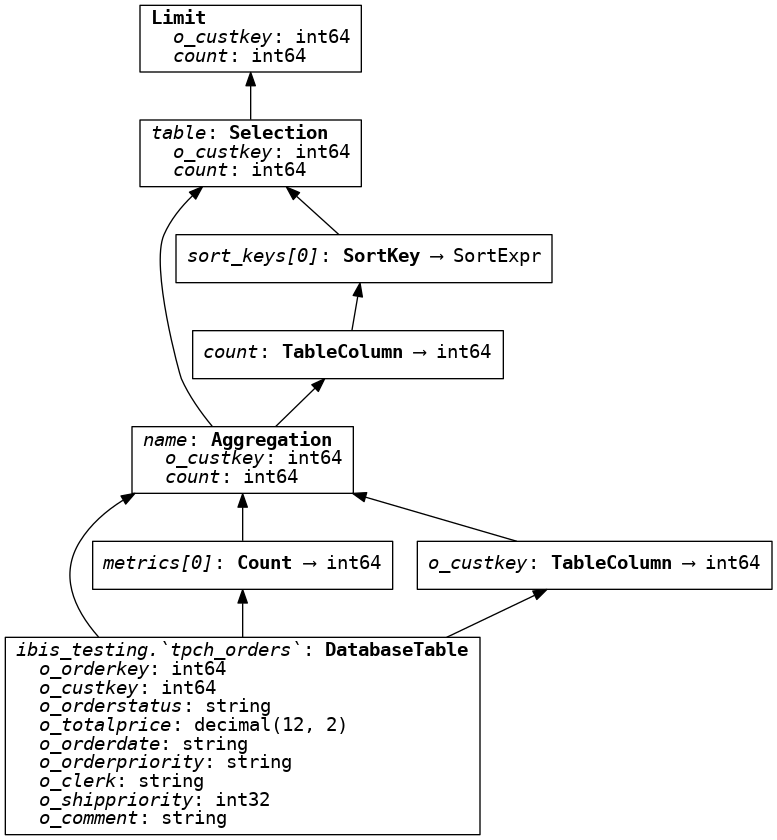 Limit
o_custkey: int64
count: int64
table: Selection
o_custkey: int64
count: int64
sort_keys[0]: SortKey → SortExpr
count: TableColumn → int64
name: Aggregation
o_custkey: int64
count: int64
metrics[0]: Count → int64
o_custkey: TableColumn → int64
ibis_testing.`tpch_orders`: DatabaseTable
o_orderkey: int64
o_custkey: int64
o_orderstatus: string
o_totalprice: decimal(12, 2)
o_orderdate: string
o_orderpriority: string
o_clerk: string
o_shippriority: int32
o_comment: string